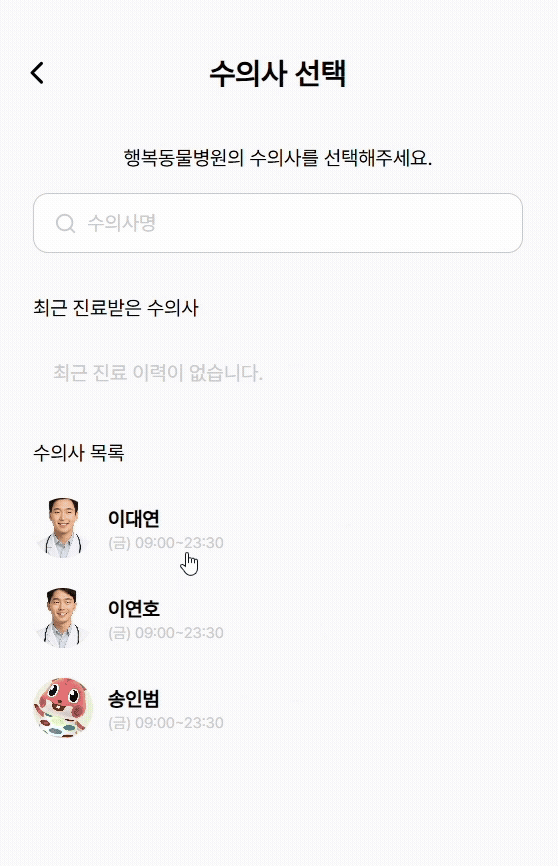 수의사 선택
행복동물병원의 수의사를 선택해주세요.
수의사명
최근 진료받은 수의사
최근 진료 이력이 없습니다.
수의사 목록
이대연
(금) 09:00~23:30
이연호
(금) 09:00~23:30
송인범
(금) 09:00~23:30